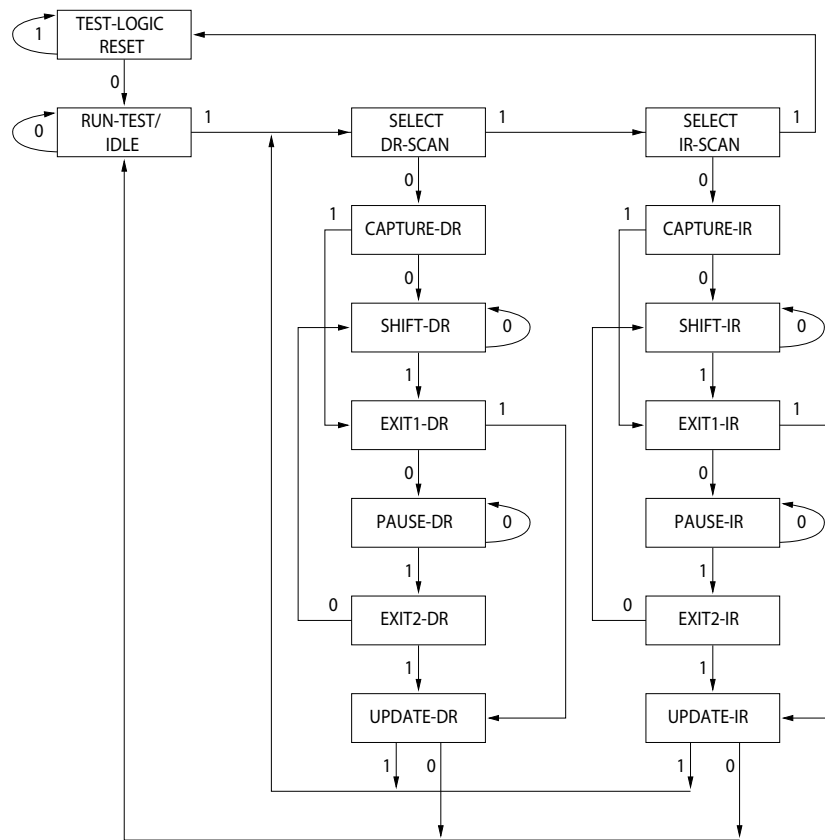 TEST-LOGIC
RESET
1
0
RUN-TEST/
IDLE
0
1
SELECT
DR-SCAN
1
SELECT
IR-SCAN
1
0
0
1
CAPTURE-DR
1
CAPTURE-IR
0
0
SHIFT-DR
0
SHIFT-IR
0
1
1
EXIT1-DR
1
EXIT1-IR
1
0
0
PAUSE-DR
0
PAUSE-IR
0
1
1
0
EXIT2-DR
0
EXIT2-IR
1
1
UPDATE-DR
UPDATE-IR
1
0
1
0